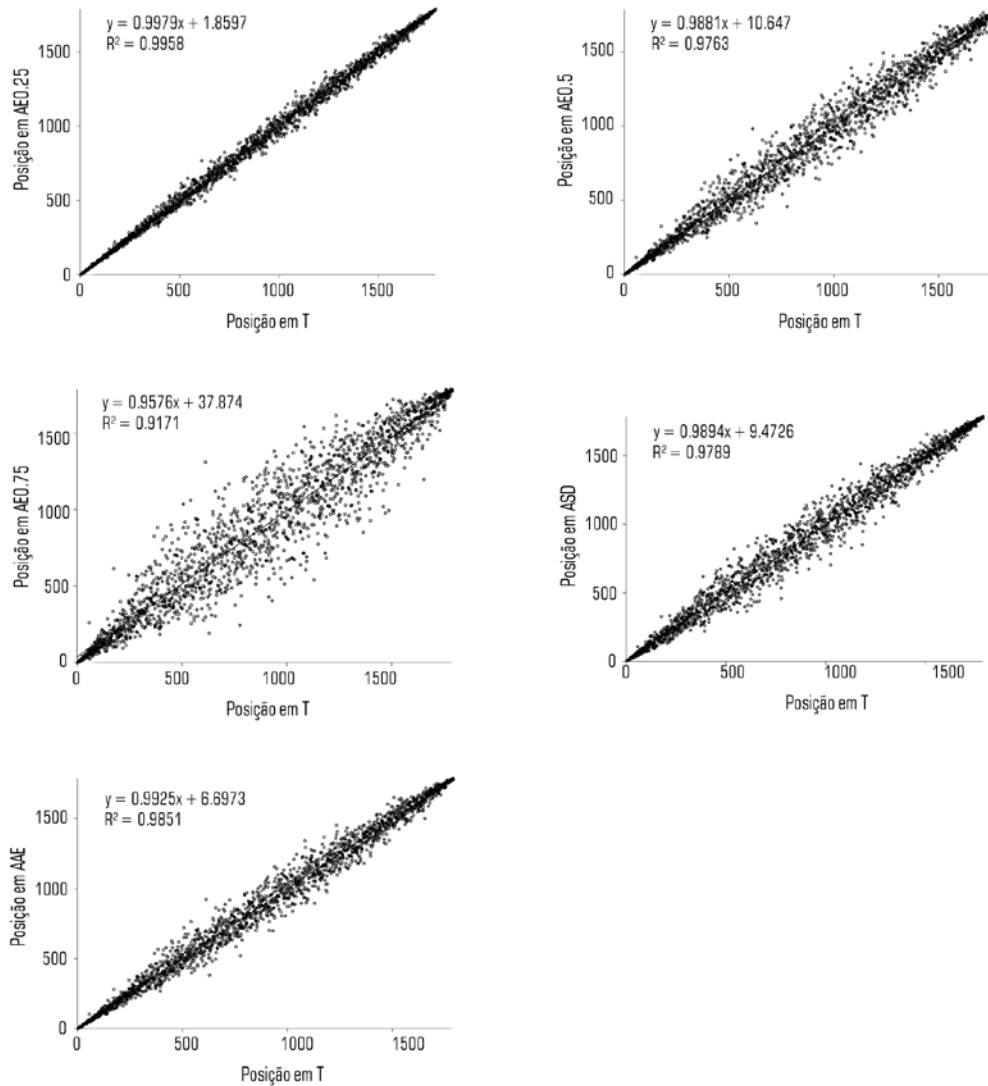 y = 0.9979x + 1.8597
R² = 0.9958
Posição em AE0.25
1500
1000
500
0
0 500 1000 1500
Posição em T
y = 0.9881x + 10.647
R² = 0.9763
Posição em AE0.5
1500
1000
500
0
0 500 1000 1500
Posição em T
y = 0.9576x + 37.874
R² = 0.9171
Posição em AE0.75
1500
1000
500
0
0 500 1000 1500
Posição em T
y = 0.9894x + 9.4726
R² = 0.9789
Posição em ASD
1500
1000
500
0
0 500 1000 1500
Posição em T
y = 0.9925x + 6.6973
R² = 0.9851
Posição em AAE
1500
1000
500
0
0 500 1000 1500
Posição em T